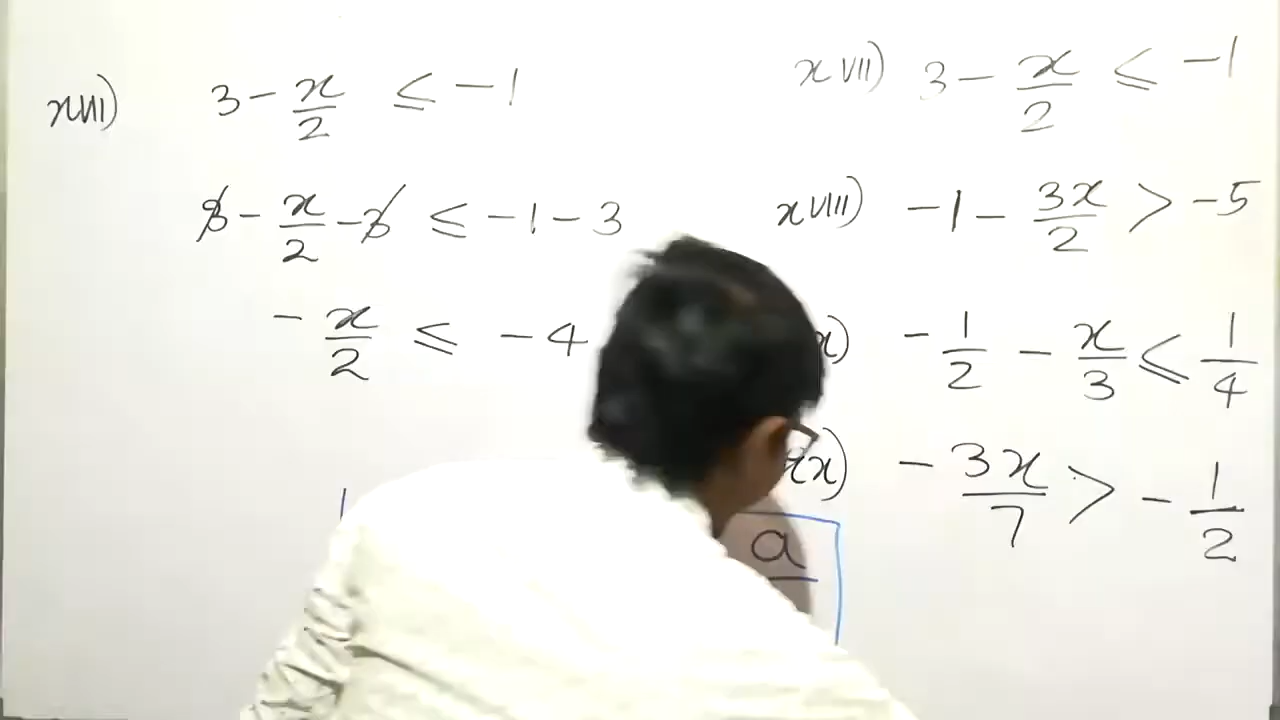 xvii) 3 - x/2 ≤ -1
3 - x/2 - 3 ≤ -1 - 3
- x/2 ≤ -4
xvii) 3 - x/2 ≤ -1
xviii) -1 - 3x/2 > -5
x) - 1/2 - x/3 ≤ 1/4
x) - 3x/7 > - 1/2
a